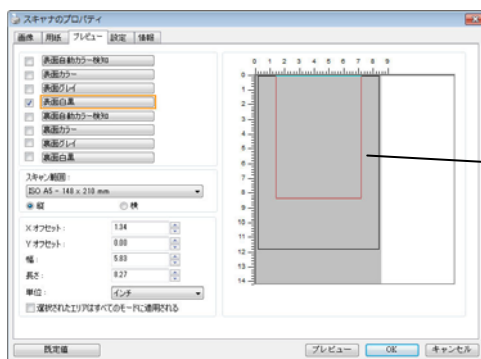 スキャナのプロパティ
画像 用紙 プレビュー 設定 情報
表面自動カラー検知
表面カラー
表面グレイ
表面白黒
裏面自動カラー検知
裏面カラー
裏面グレイ
裏面白黒
スキャン範囲:
ISO A5 - 148 x 210 mm
縦 横
X オフセット: 1.34
Y オフセット: 0.00
幅: 5.83
長さ: 8.27
単位: インチ
選択されたエリアはすべてのモードに適用される
0 1 2 3 4 5 6 7 8 9
0
1
2
3
4
5
6
7
8
9
10
11
12
13
14
既定値 プレビュー OK キャンセル